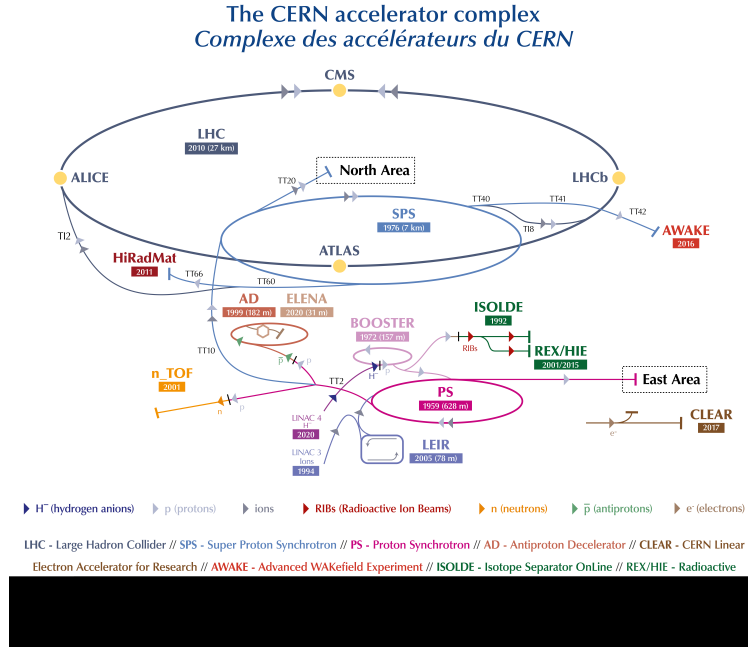 The CERN accelerator complex
Complexe des accélérateurs du CERN
CMS
LHC
2010 (27 km)
North Area
TT20
ALICE
LHCb
TT40
TT41
SPS
1976 (7 km)
TT42
TI8
AWAKE
2016
TI2
ATLAS
HiRadMat
2011
TT66
TT60
AD
1999 (182 m)
ELENA
2020 (31 m)
ISOLDE
1992
BOOSTER
1972 (157 m)
RIBs
REX/HIE
2001/2015
TT10
p̅
p
H⁻
p
n_TOF
2001
TT2
East Area
PS
1959 (628 m)
n
p
LINAC 4
H⁻
2020
CLEAR
2017
e⁻
LINAC 3
Ions
1994
LEIR
2005 (78 m)
H⁻ (hydrogen anions)
p (protons)
ions
RIBs (Radioactive Ion Beams)
n (neutrons)
p̅ (antiprotons)
e⁻ (electrons)
LHC - Large Hadron Collider // SPS - Super Proton Synchrotron // PS - Proton Synchrotron // AD - Antiproton Decelerator // CLEAR - CERN Linear
Electron Accelerator for Research // AWAKE - Advanced WAKefield Experiment // ISOLDE - Isotope Separator OnLine // REX/HIE - Radioactive